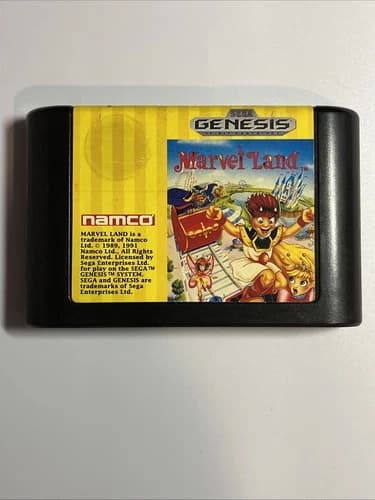 SEGA
GENESIS
Marvel Land™
namco
MARVEL LAND is a
trademark of Namco
Ltd. © 1989, 1991
Namco Ltd., All Rights
Reserved. Licensed by
Sega Enterprises Ltd.
for play on the SEGA™
GENESIS™ SYSTEM.
SEGA and GENESIS are
trademarks of Sega
Enterprises Ltd.